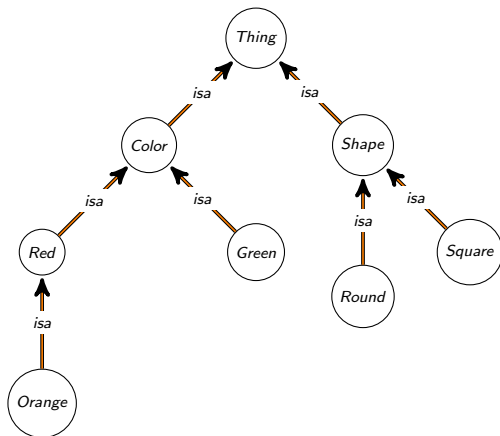 Thing
isa
isa
Color
Shape
isa
isa
isa
isa
Red
Green
Square
Round
isa
Orange